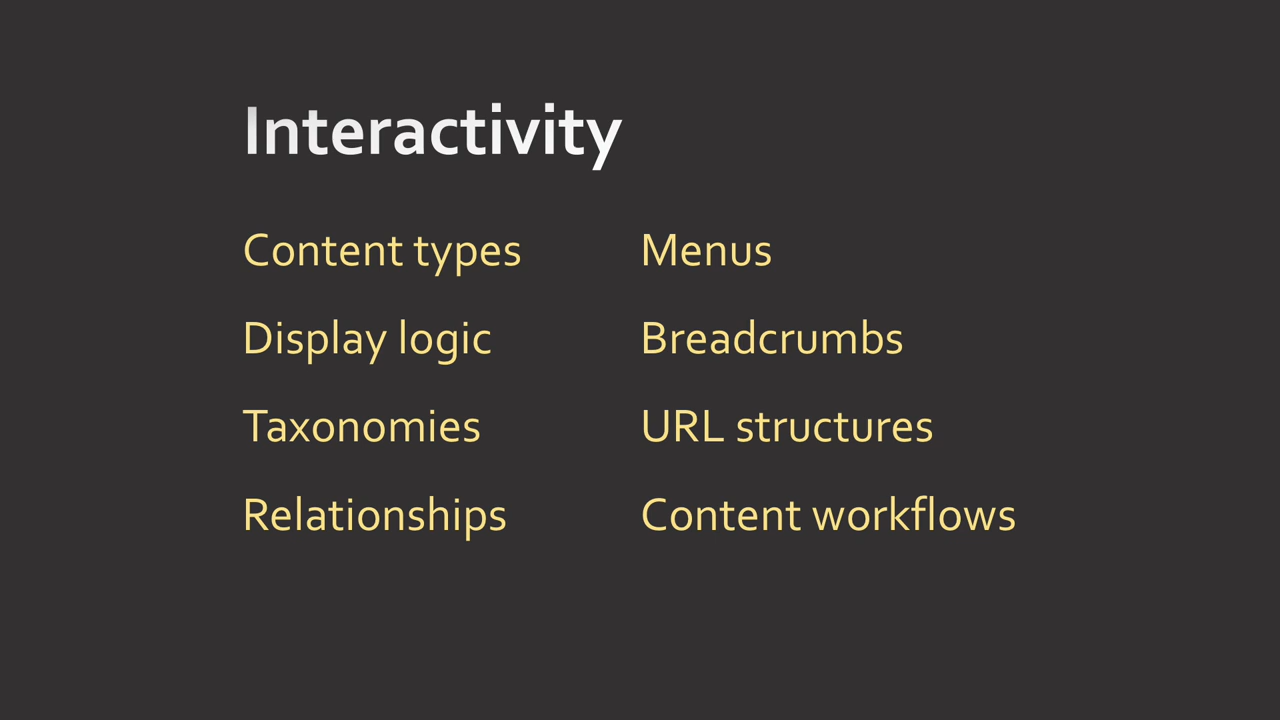 Interactivity
Content types
Display logic
Taxonomies
Relationships
Menus
Breadcrumbs
URL structures
Content workflows